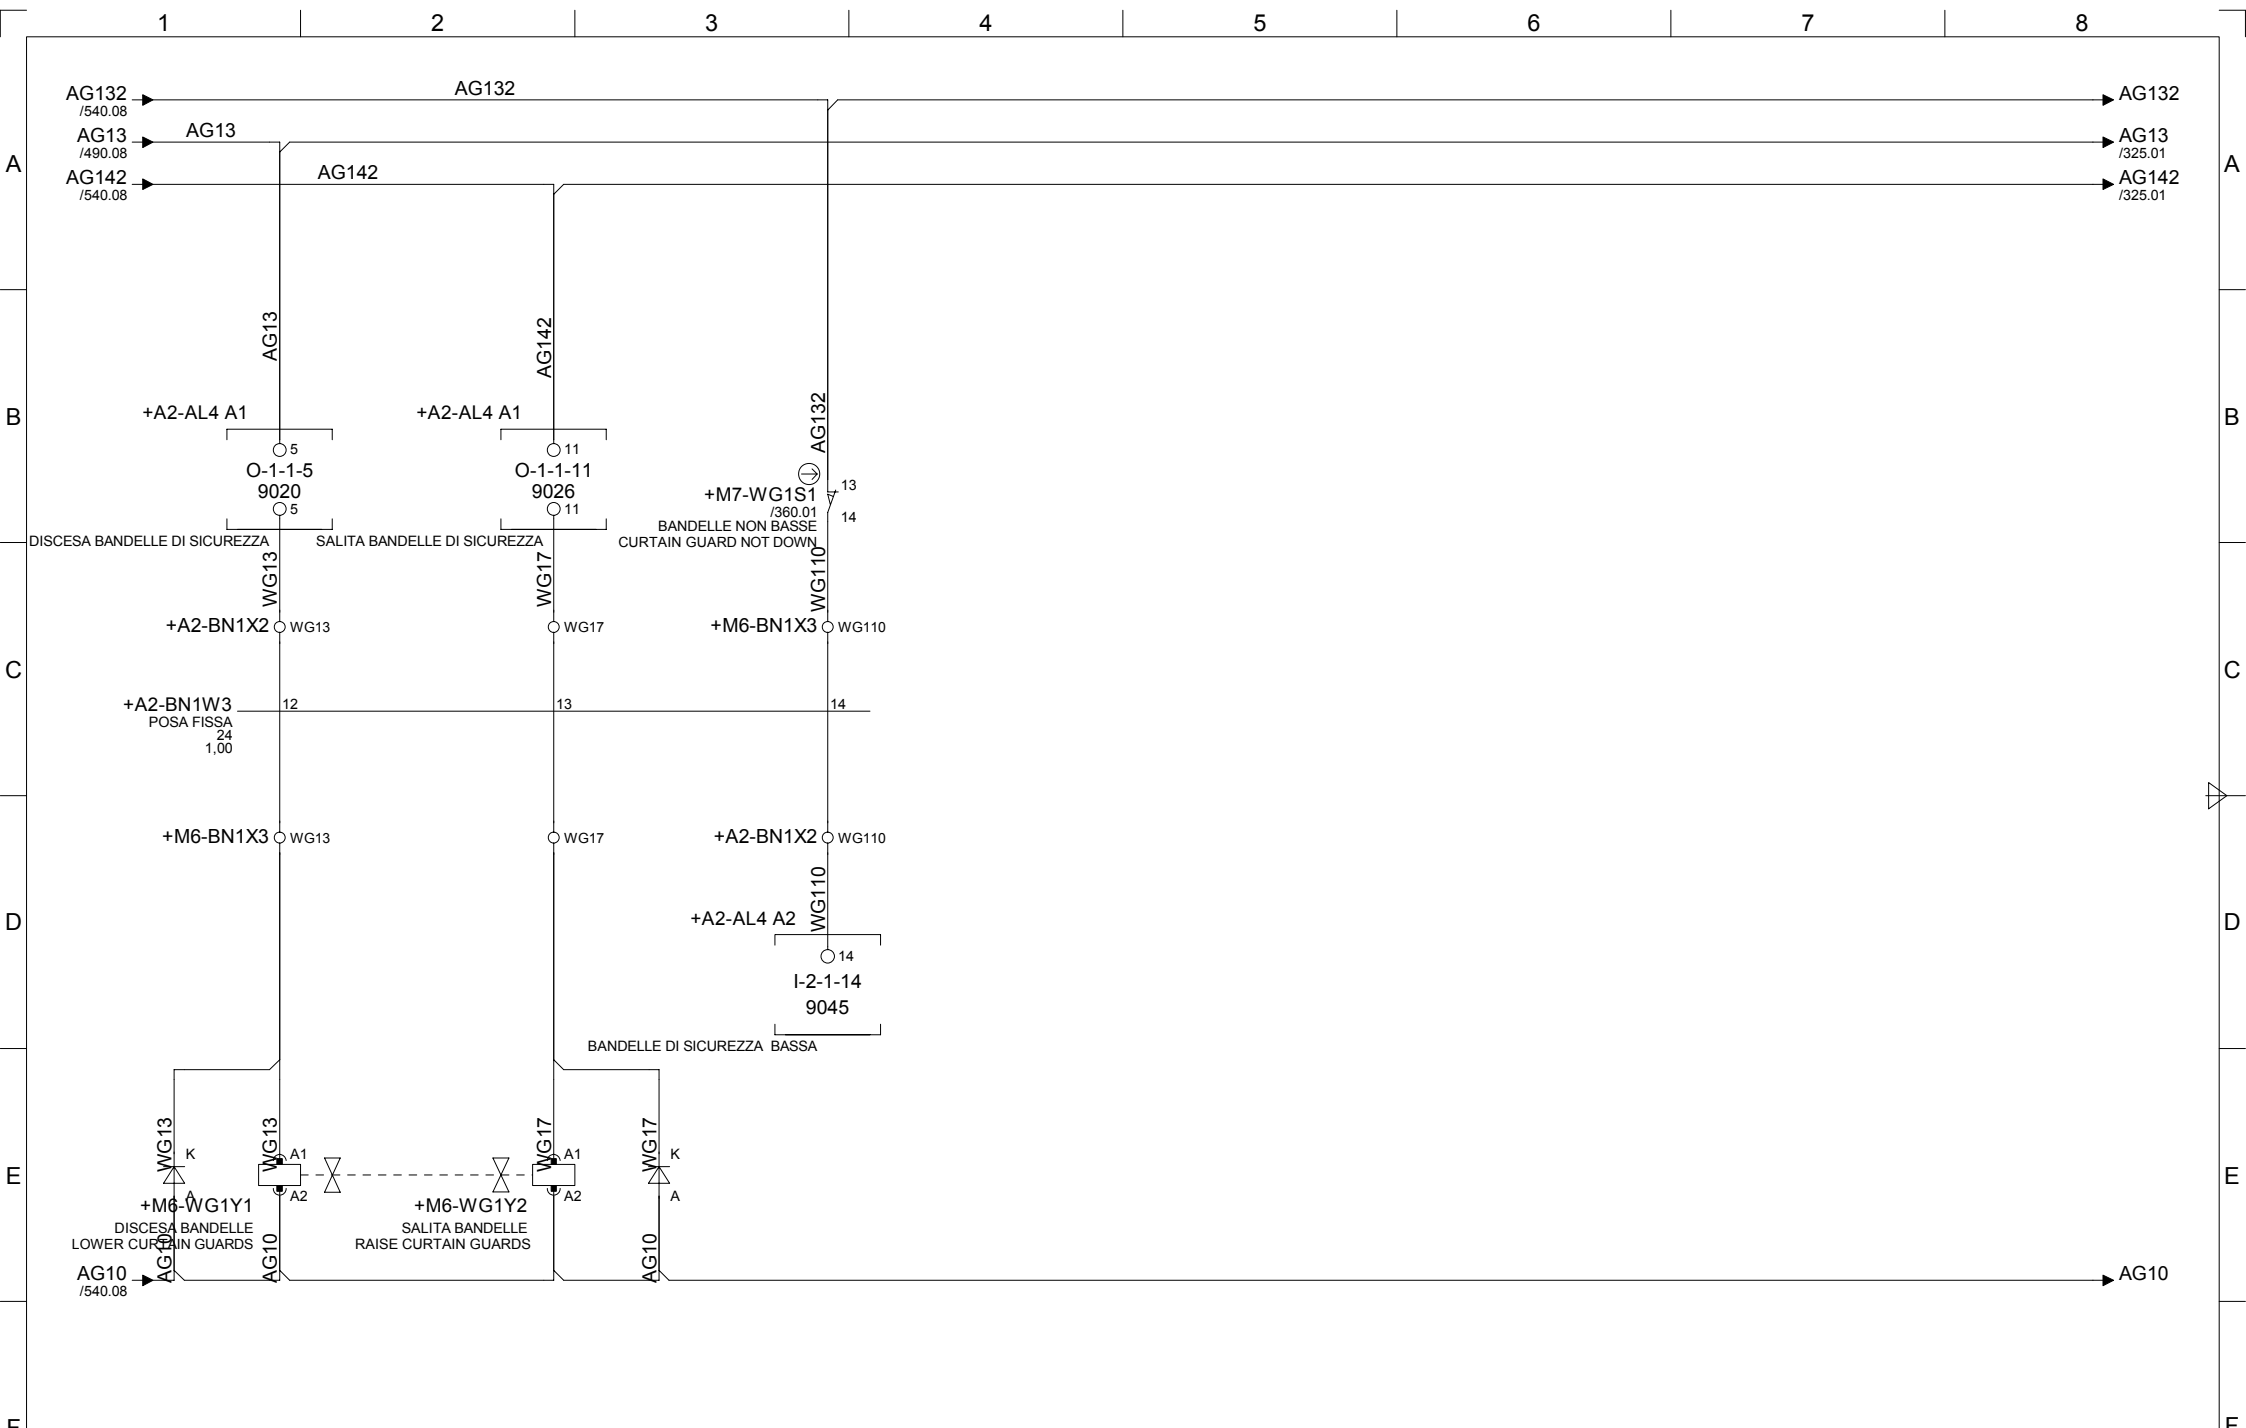 1 2 3 4 5 6 7 8
AG132 AG132 AG132
/540.08
AG13 AG13 AG13
/490.08 /325.01
A A
AG142 AG142 AG142
/540.08 /325.01
AG13 AG142 AG132
B +A2-AL4 A1 +A2-AL4 A1 B
5 11
O-1-1-5 O-1-1-11
9020 9026
5 11
13
+M7-WG1S1
/360.01
14
BANDELLE NON BASSE
DISCESA BANDELLE DI SICUREZZA SALITA BANDELLE DI SICUREZZA CURTAIN GUARD NOT DOWN
WG13 WG17 WG110
+A2-BN1X2 WG13 WG17 +M6-BN1X3 WG110
C C
+A2-BN1W3 12 13 14
POSA FISSA
24
1,00
+M6-BN1X3 WG13 WG17 +A2-BN1X2 WG110
WG110
D +A2-AL4 A2 D
14
I-2-1-14
9045
BANDELLE DI SICUREZZA BASSA
WG13 WG13 WG17 WG17
K A1 A1 K
E E
A A2 A2 A
+M6-WG1Y1 +M6-WG1Y2
DISCESA BANDELLE SALITA BANDELLE
LOWER CURTAIN GUARDS RAISE CURTAIN GUARDS
AG10 AG10 AG10
AG10 AG10
/540.08